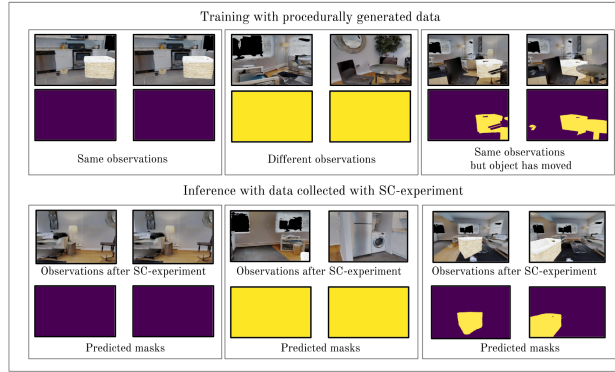 Training with procedurally generated data
Same observations
Different observations
Same observations
but object has moved
Inference with data collected with SC-experiment
Observations after SC-experiment
Observations after SC-experiment
Observations after SC-experiment
Predicted masks
Predicted masks
Predicted masks